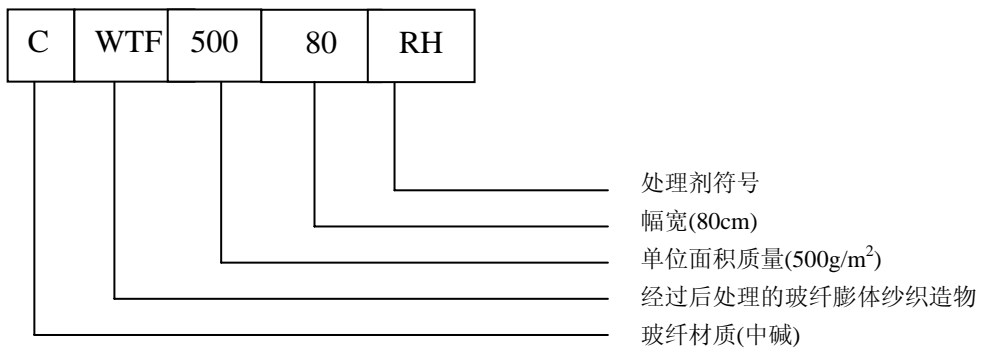 C WTF 500 80 RH
处理剂符号
幅宽(80cm)
单位面积质量(500g/m²)
经过后处理的玻纤膨体纱织造物
玻纤材质(中碱)